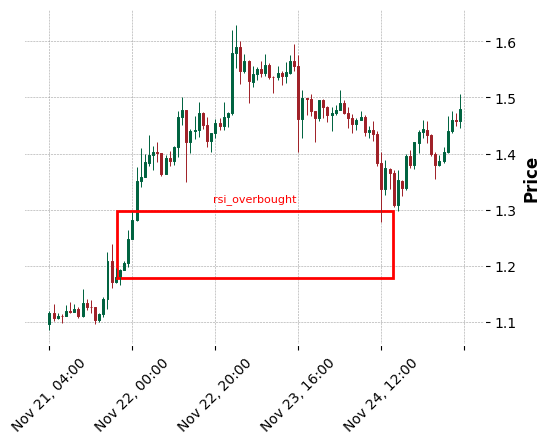 1.6
1.5
1.4
rsi_overbought
1.3
1.2
1.1
Price
Nov 21, 04:00
Nov 22, 00:00
Nov 22, 20:00
Nov 23, 16:00
Nov 24, 12:00